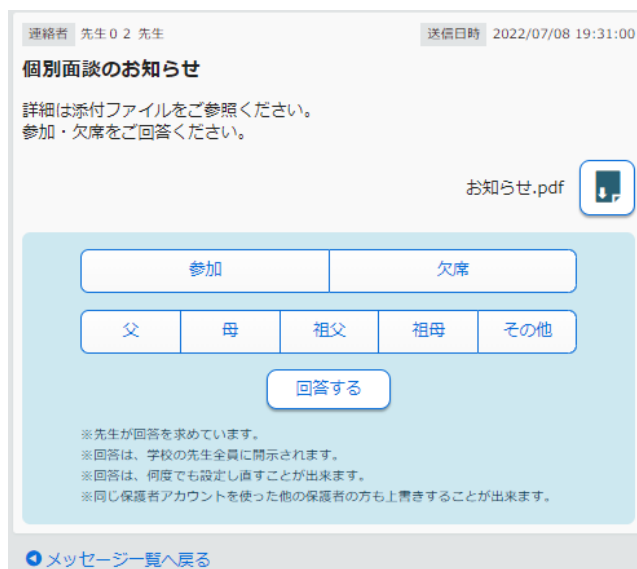 連絡者 先生02 先生 送信日時 2022/07/08 19:31:00
個別面談のお知らせ
詳細は添付ファイルをご参照ください。
参加・欠席をご回答ください。
お知らせ.pdf
参加 欠席
父 母 祖父 祖母 その他
回答する
※先生が回答を求めています。
※回答は、学校の先生全員に開示されます。
※回答は、何度でも設定し直すことが出来ます。
※同じ保護者アカウントを使った他の保護者の方も上書きすることが出来ます。
メッセージ一覧へ戻る